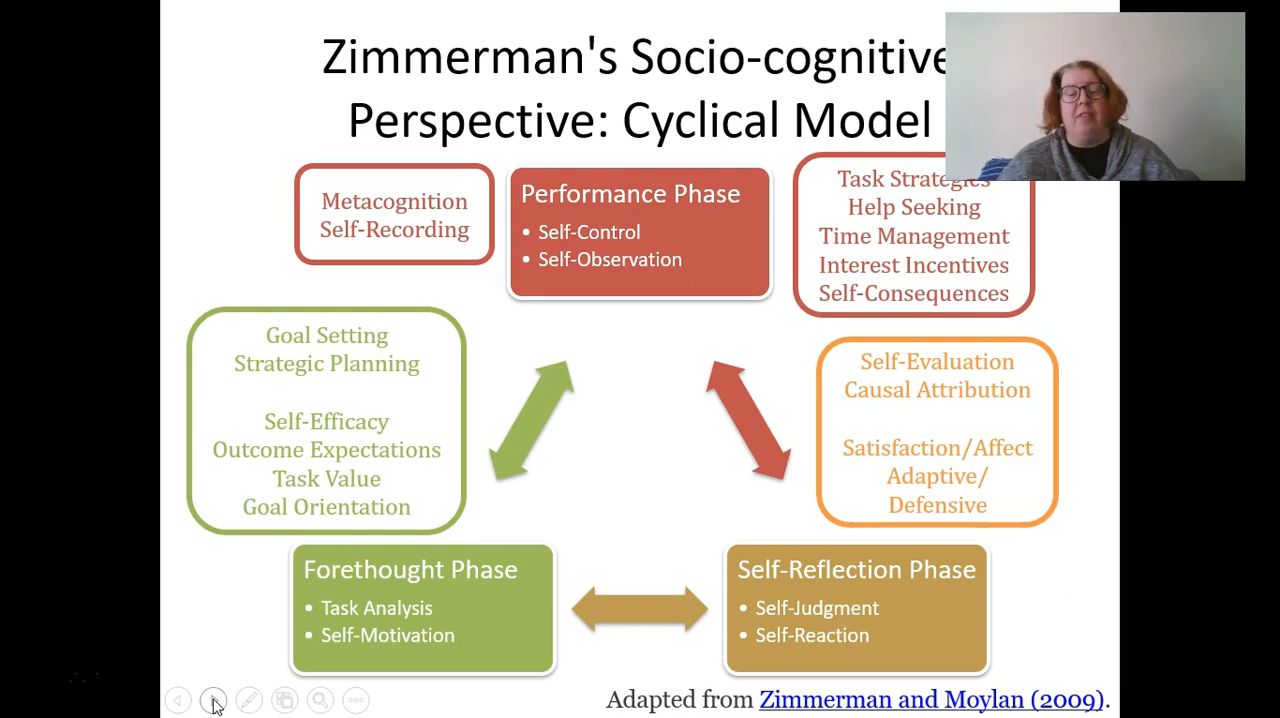 Zimmerman's Socio-cognitive
Perspective: Cyclical Model
Metacognition
Self-Recording
Performance Phase
• Self-Control
• Self-Observation
Task Strategies
Help Seeking
Time Management
Interest Incentives
Self-Consequences
Goal Setting
Strategic Planning
Self-Efficacy
Outcome Expectations
Task Value
Goal Orientation
Self-Evaluation
Causal Attribution
Satisfaction/Affect
Adaptive/
Defensive
Forethought Phase
• Task Analysis
• Self-Motivation
Self-Reflection Phase
• Self-Judgment
• Self-Reaction
Adapted from Zimmerman and Moylan (2009).